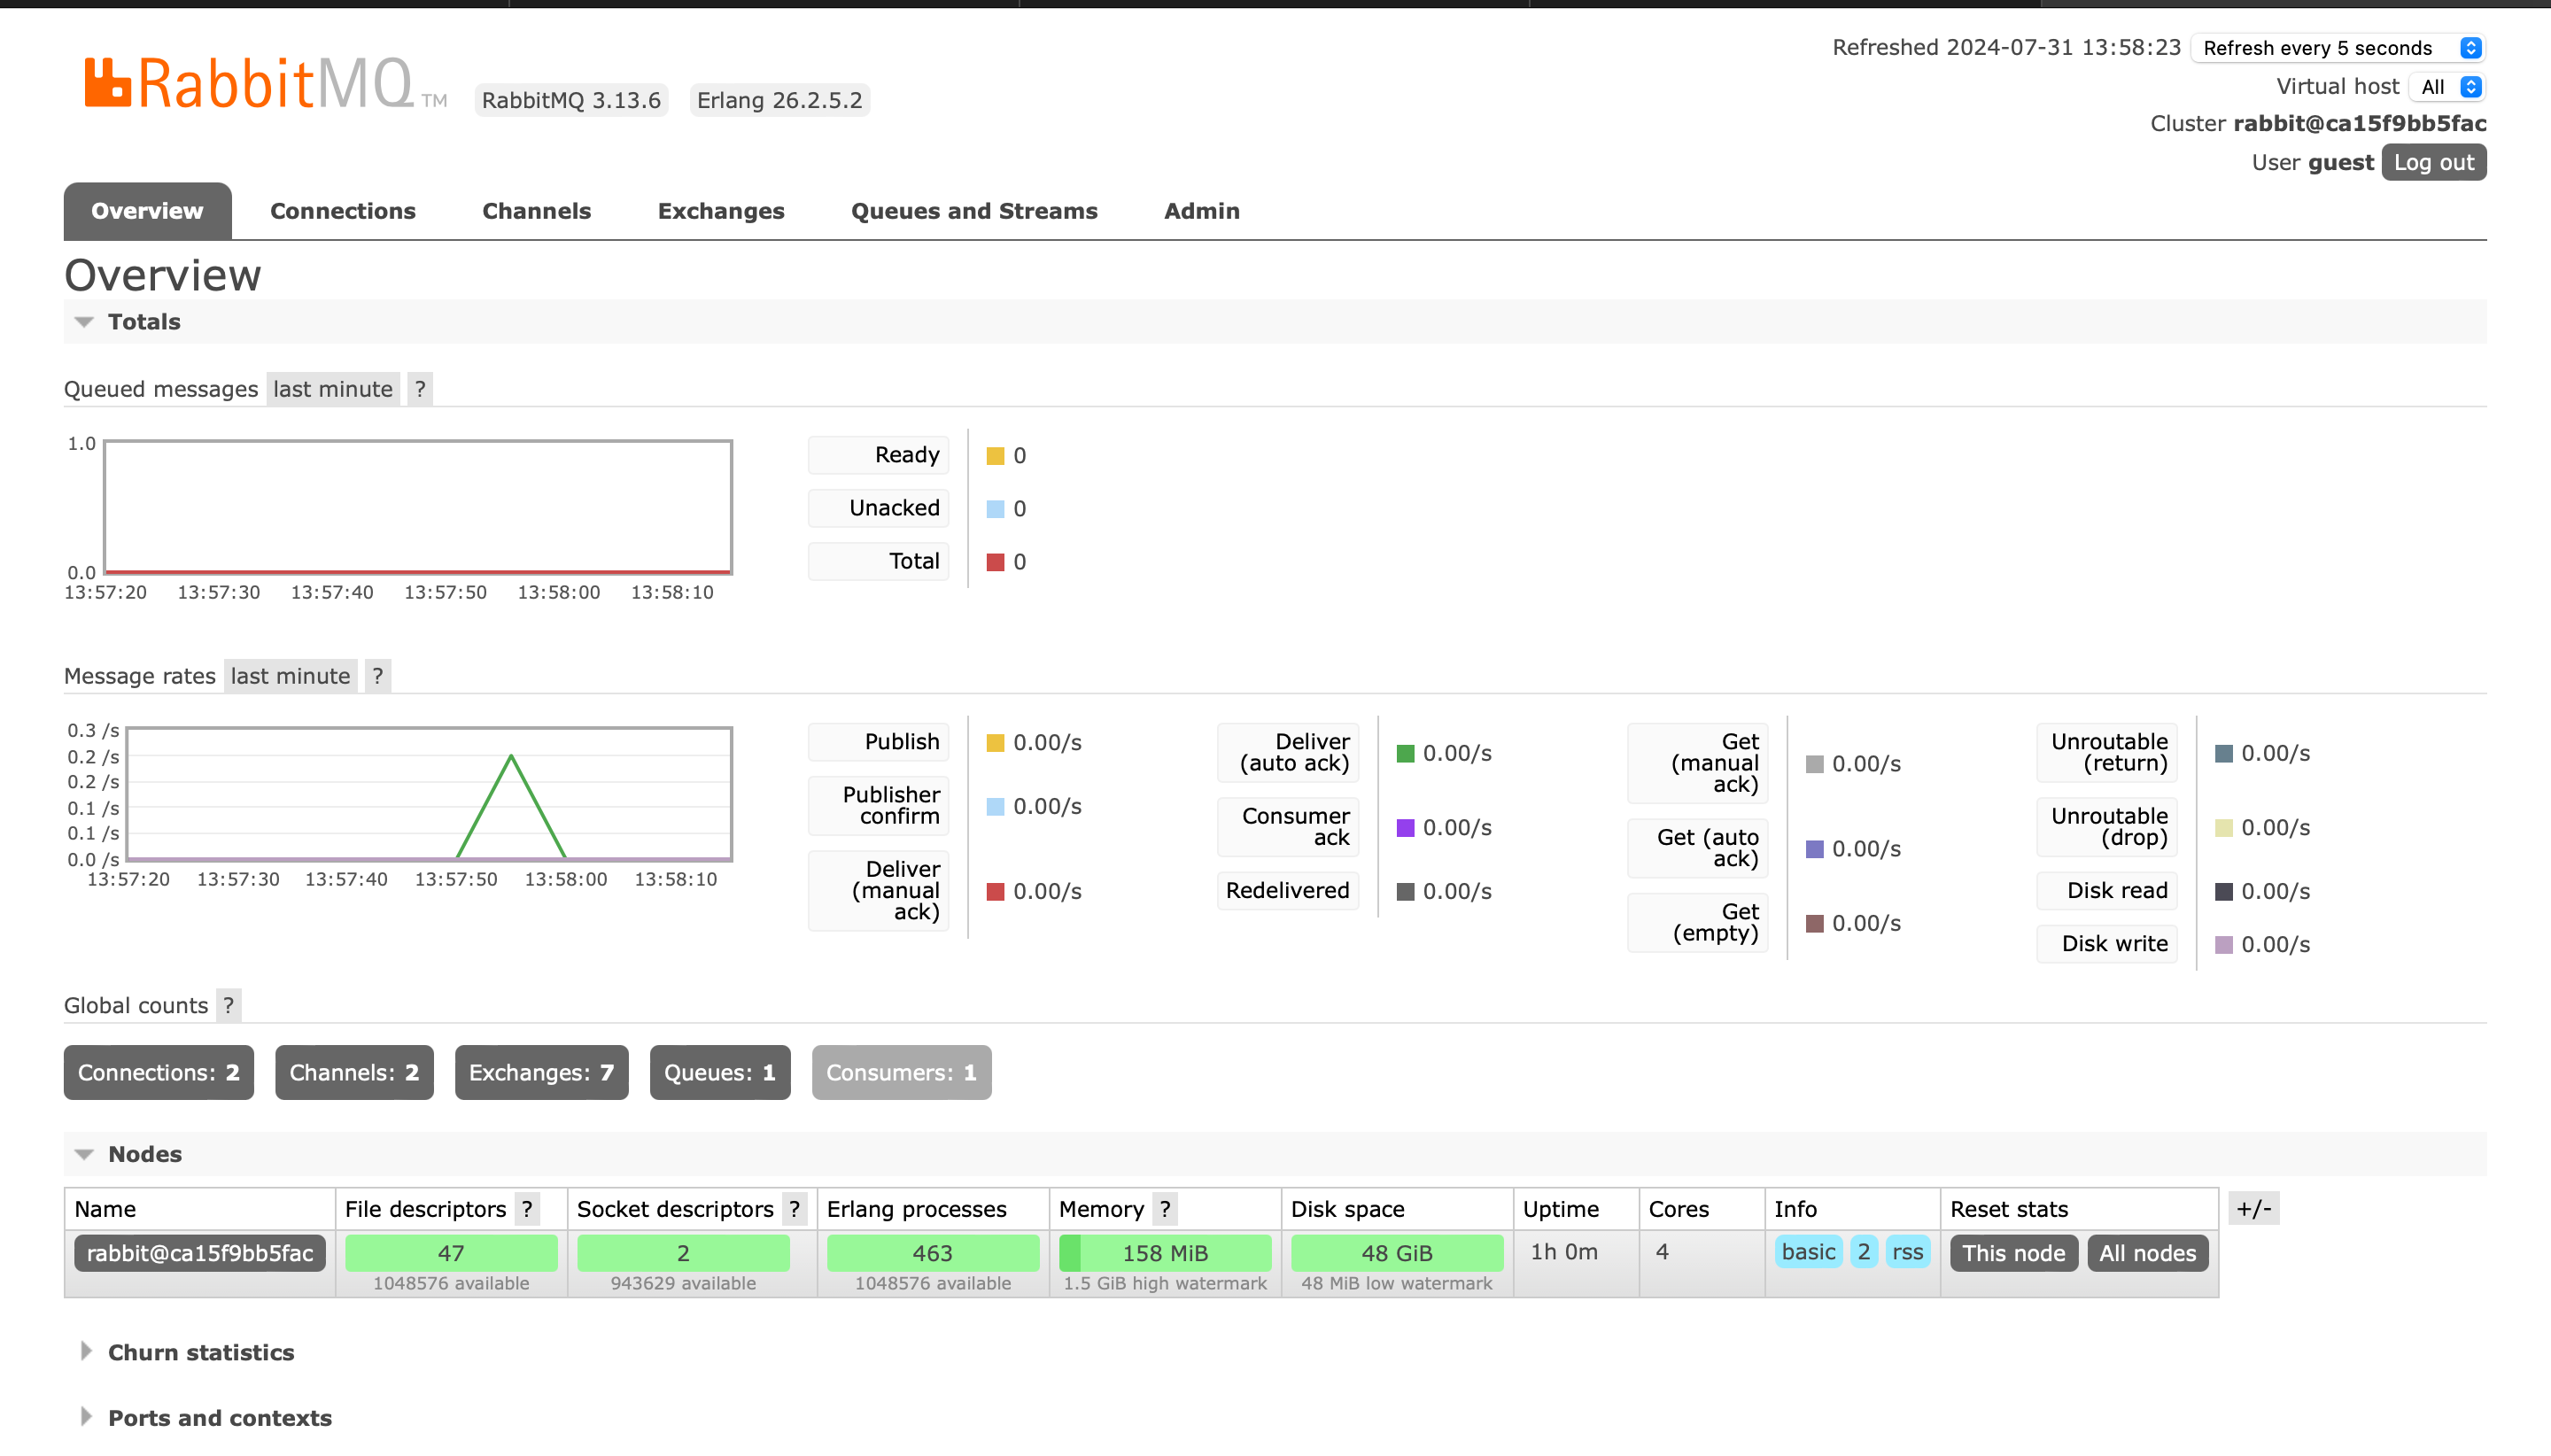 Refreshed 2024-07-31 13:58:23 Refresh every 5 seconds
Virtual host All
Cluster rabbit@ca15f9bb5fac
User guest Log out
RabbitMQ TM RabbitMQ 3.13.6 Erlang 26.2.5.2
Overview Connections Channels Exchanges Queues and Streams Admin
Overview
Totals
Queued messages last minute ?
1.0
0.0
13:57:20 13:57:30 13:57:40 13:57:50 13:58:00 13:58:10
Ready 0
Unacked 0
Total 0
Message rates last minute ?
0.3 /s
0.2 /s
0.2 /s
0.1 /s
0.1 /s
0.0 /s
13:57:20 13:57:30 13:57:40 13:57:50 13:58:00 13:58:10
Publish 0.00/s
Publisher
confirm 0.00/s
Deliver
(manual 0.00/s
ack)
Deliver
(auto ack) 0.00/s
Consumer
ack 0.00/s
Redelivered 0.00/s
Get
(manual 0.00/s
ack)
Get (auto
ack) 0.00/s
Get
(empty) 0.00/s
Unroutable
(return) 0.00/s
Unroutable
(drop) 0.00/s
Disk read 0.00/s
Disk write 0.00/s
Global counts ?
Connections: 2 Channels: 2 Exchanges: 7 Queues: 1 Consumers: 1
Nodes
Name File descriptors ? Socket descriptors ? Erlang processes Memory ? Disk space Uptime Cores Info Reset stats +/-
rabbit@ca15f9bb5fac 47 2 463 158 MiB 48 GiB 1h 0m 4 basic 2 rss This node All nodes
1048576 available 943629 available 1048576 available 1.5 GiB high watermark 48 MiB low watermark
Churn statistics
Ports and contexts